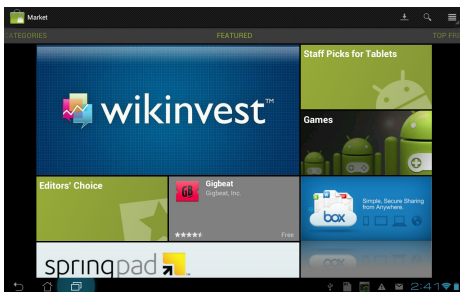 Market
CATEGORIES
FEATURED
TOP FR
wikinvest™
Staff Picks for Tablets
Games
Editors' Choice
GB
Gigbeat
Gigbeat, Inc.
Free
box
Simple, Secure Sharing
from Anywhere.
springpad
2:41